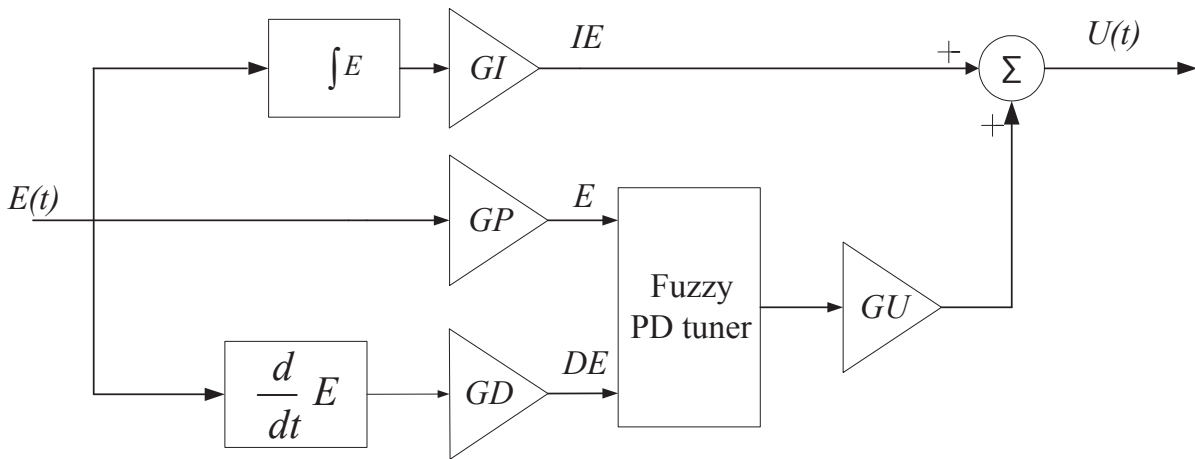 ∫E
GI
IE
+
Σ
U(t)
+
E(t)
GP
E
Fuzzy
PD tuner
GU
d
dt
E
GD
DE